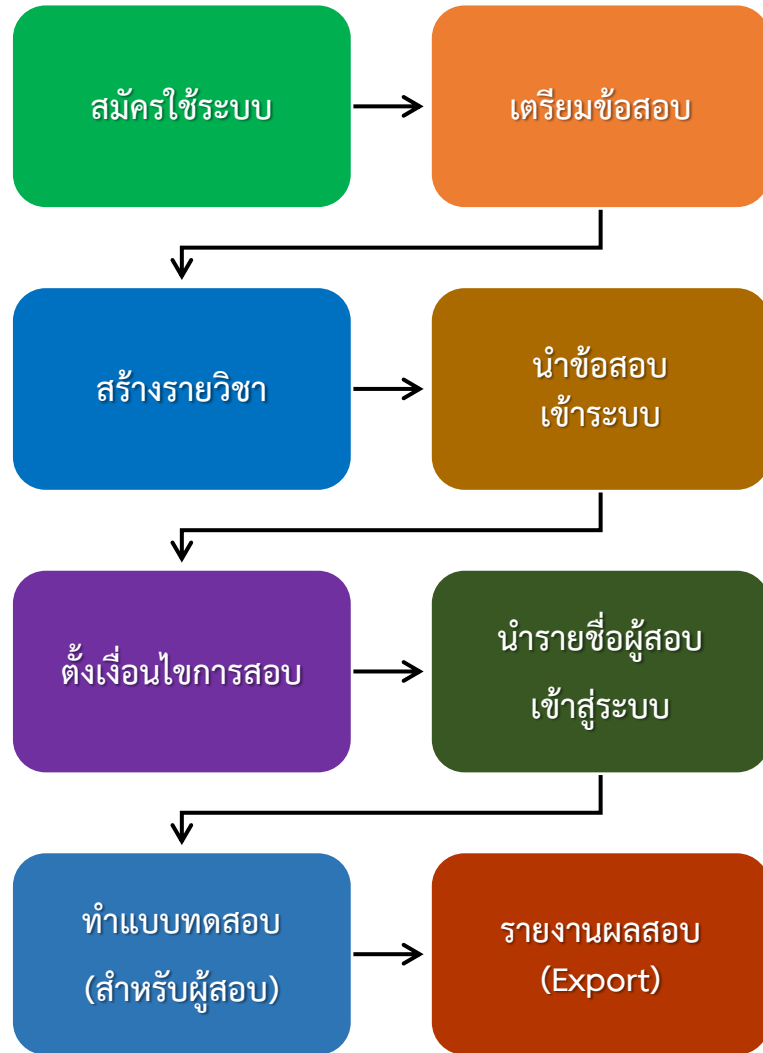 สมัครใช้ระบบ
เตรียมข้อสอบ
สร้างรายวิชา
นำข้อสอบ
เข้าระบบ
ตั้งเงื่อนไขการสอบ
นำรายชื่อผู้สอบ
เข้าสู่ระบบ
ทำแบบทดสอบ
(สำหรับผู้สอบ)
รายงานผลสอบ
(Export)